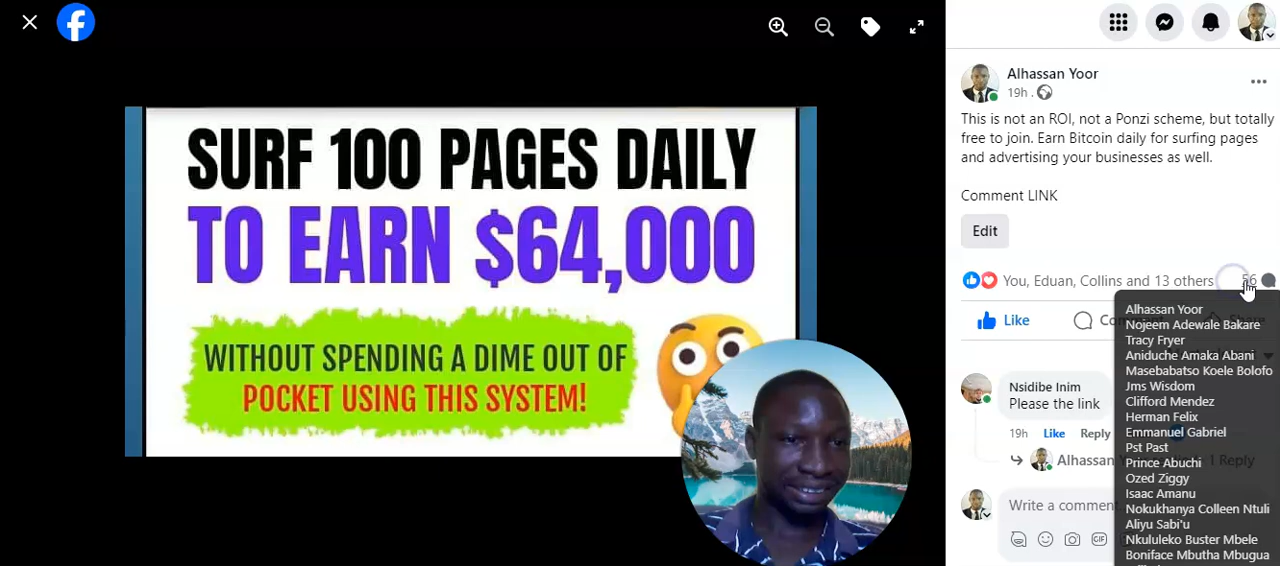 SURF 100 PAGES DAILY
TO EARN $64,000
WITHOUT SPENDING A DIME OUT OF
POCKET USING THIS SYSTEM!
Alhassan Yoor
19h .
This is not an ROI, not a Ponzi scheme, but totally
free to join. Earn Bitcoin daily for surfing pages
and advertising your businesses as well.
Comment LINK
Edit
You, Eduan, Collins and 13 others 56
Like
Share
Nsidibe Inim
Please the link
19h Like Reply
1 Reply
Write a comment
GIF
Alhassan Yoor
Nojeem Adewale Bakare
Tracy Fryer
Aniduche Amaka Abani
Masebabatso Koele Bolofo
Jms Wisdom
Clifford Mendez
Herman Felix
Emmanuel Gabriel
Pst Past
Prince Abuchi
Ozed Ziggy
Isaac Amanu
Nokukhanya Colleen Ntuli
Aliyu Sabi'u
Nkululeko Buster Mbele
Boniface Mbutha Mbugua